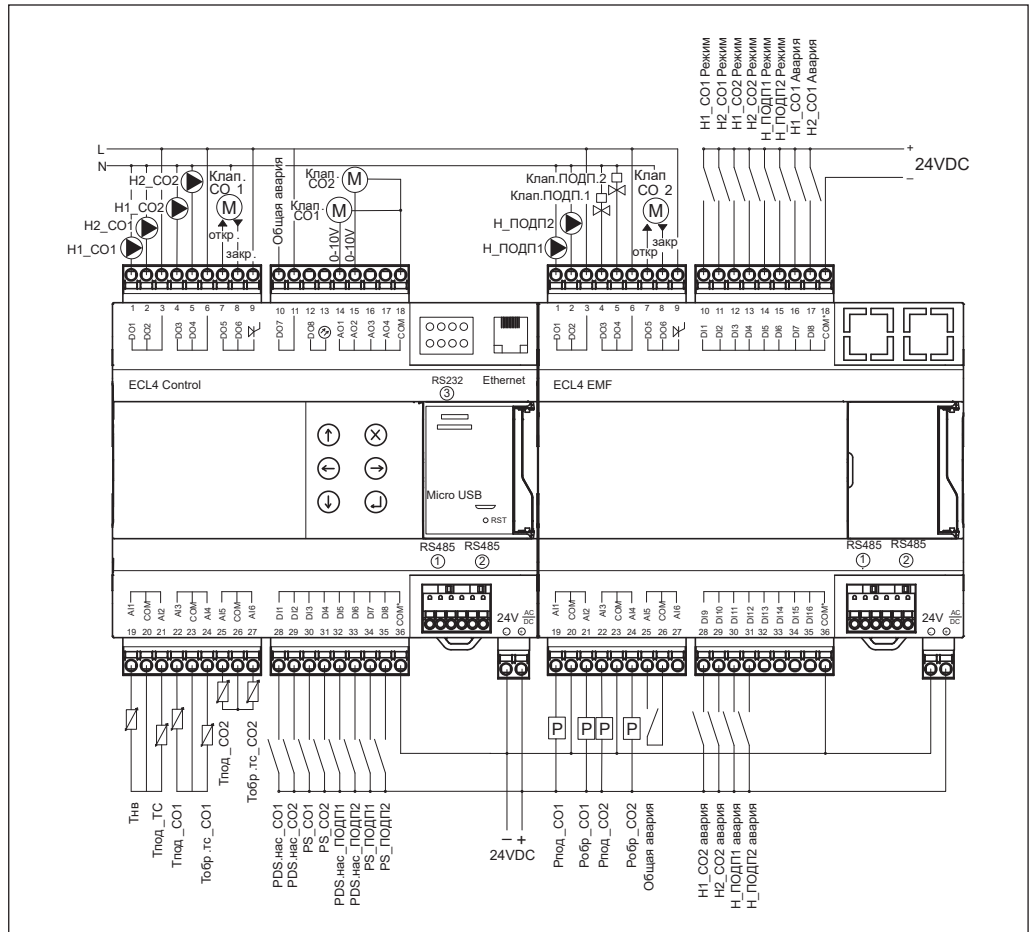 H1_CO1 Режим
H2_CO1 Режим
H1_CO2 Режим
H2_CO2 Режим
Н_ПОДП1 Режим
Н_ПОДП2 Режим
H1_CO1 Авария
H2_CO1 Авария
+
24VDC
–
L
N
H1_CO1
H2_CO1
H1_CO2
H2_CO2
Клап.
CO_1
M
откр.
закр.
Общая авария
Клап.
CO1
M
Клап.
CO2
M
0-10V
0-10V
Н_ПОДП1
Н_ПОДП2
Клап.ПОДП.1
Клап.ПОДП.2
Клап
CO 2
M
откр
закр
1 2 3 4 5 6 7 8 9
DO1 DO2 DO3 DO4 DO5 DO6
10 11 12 13 14 15 16 17 18
DO7 DO8 AO1 AO2 AO3 AO4 COM
1 2 3 4 5 6 7 8 9
DO1 DO2 DO3 DO4 DO5 DO6
10 11 12 13 14 15 16 17 18
DI1 DI2 DI3 DI4 DI5 DI6 DI7 DI8 COM*
ECL4 Control
RS232
3
Ethernet
ECL4 EMF
Micro USB
RST
RS485 RS485
1 2
RS485 RS485
1 2
AI1 COM AI2 AI3 COM AI4 AI5 COM AI6
19 20 21 22 23 24 25 26 27
DI1 DI2 DI3 DI4 DI5 DI6 DI7 DI8 COM*
28 29 30 31 32 33 34 35 36
24V AC
DC
AI1 COM AI2 AI3 COM AI4 AI5 COM AI6
19 20 21 22 23 24 25 26 27
DI9 DI10 DI11 DI12 DI13 DI14 DI15 DI16 COM*
28 29 30 31 32 33 34 35 36
24V AC
DC
Тнв
Тпод_ТС
Тпод_CO1
Тобр.тс_CO1
Тпод_CO2
Тобр.тс_CO2
PDS.нас_CO1
PDS.нас_CO2
PS_CO1
PS_CO2
PDS.нас_ПОДП1
PDS.нас_ПОДП2
PS_ПОДП1
PS_ПОДП2
– +
24VDC
P P P P
Рпод_CO1
Робр_CO1
Рпод_CO2
Робр_CO2
Общая авария
H1_CO2 авария
H2_CO2 авария
Н_ПОДП1 авария
Н_ПОДП2 авария